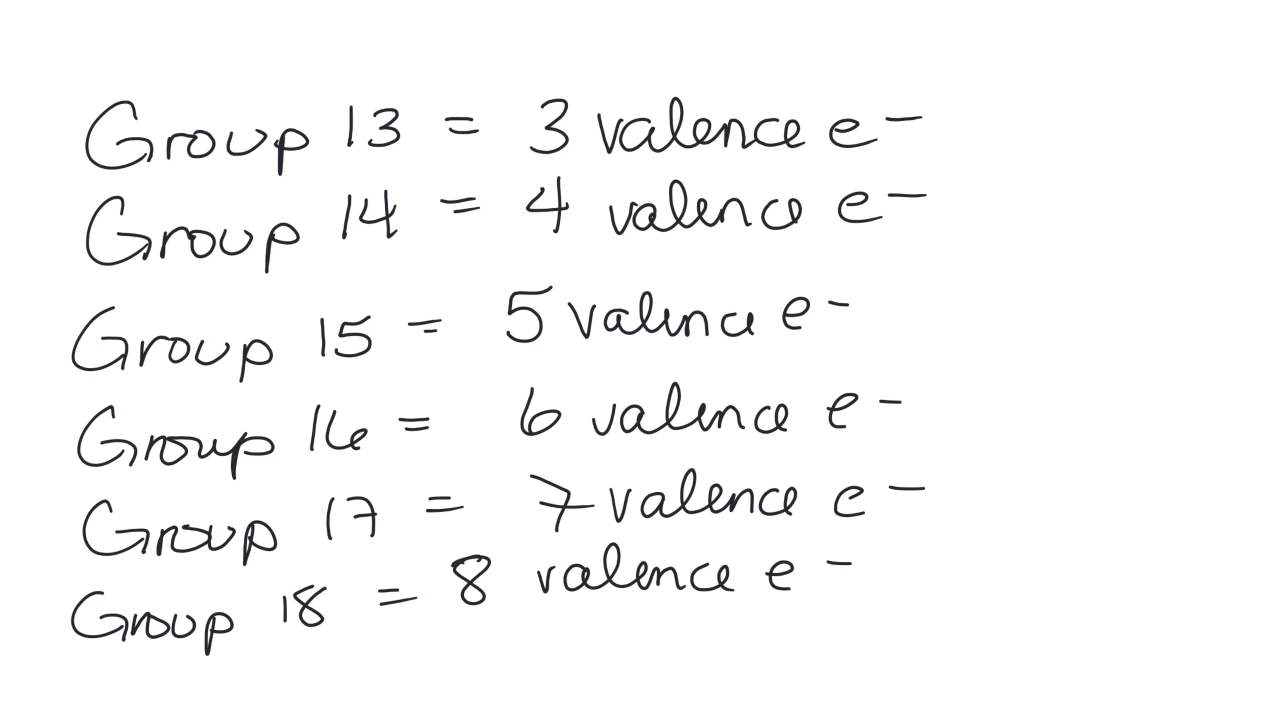 Group 13 = 3 valence e-
Group 14 = 4 valence e-
Group 15 = 5 valence e-
Group 16 = 6 valence e-
Group 17 = 7 valence e-
Group 18 = 8 valence e-